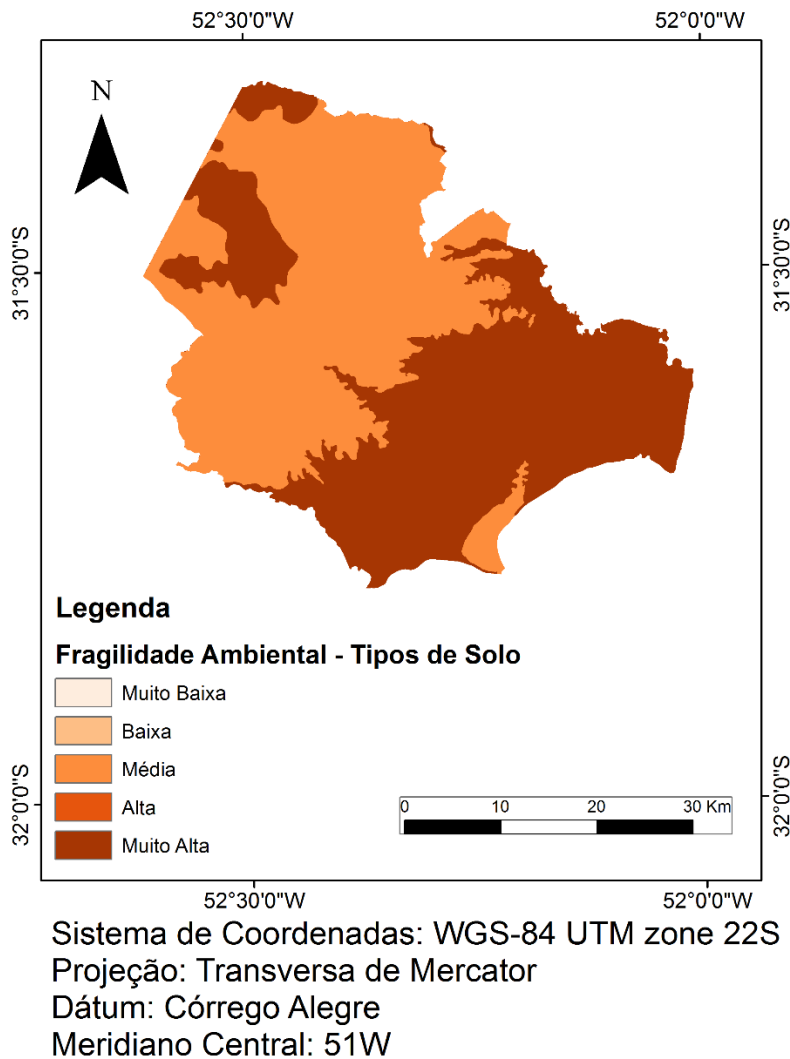 52°30'0"W 52°0'0"W
N
31°30'0"S 31°30'0"S
Legenda
Fragilidade Ambiental - Tipos de Solo
Muito Baixa
Baixa
Média
Alta
Muito Alta
0 10 20 30 Km
32°0'0"S 32°0'0"S
52°30'0"W 52°0'0"W
Sistema de Coordenadas: WGS-84 UTM zone 22S
Projeção: Transversa de Mercator
Dátum: Córrego Alegre
Meridiano Central: 51W